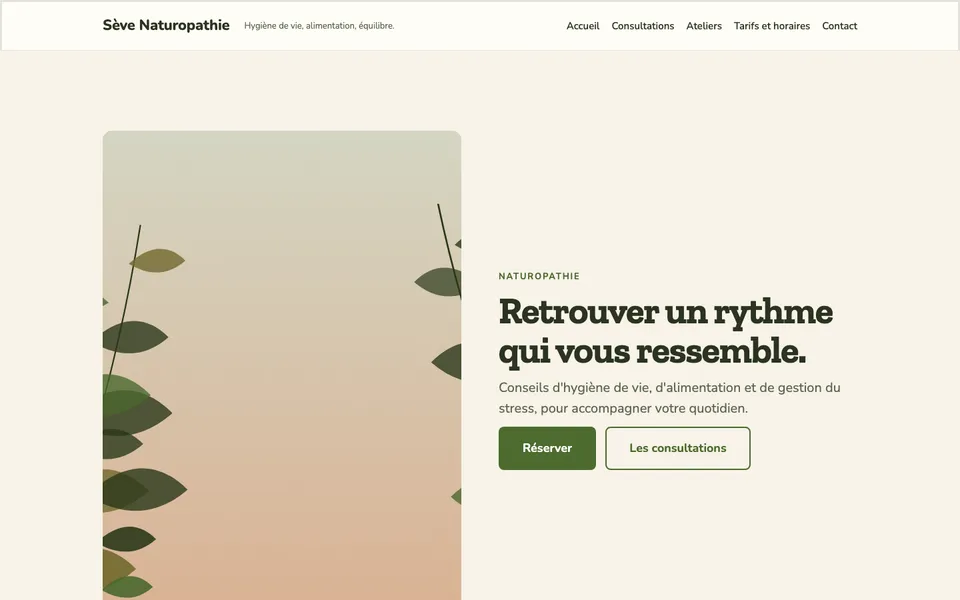 Sève Naturopathie
Hygiène de vie, alimentation, équilibre.
Accueil Consultations Ateliers Tarifs et horaires Contact
NATUROPATHIE
Retrouver un rythme
qui vous ressemble.
Conseils d'hygiène de vie, d'alimentation et de gestion du
stress, pour accompagner votre quotidien.
Réserver
Les consultations